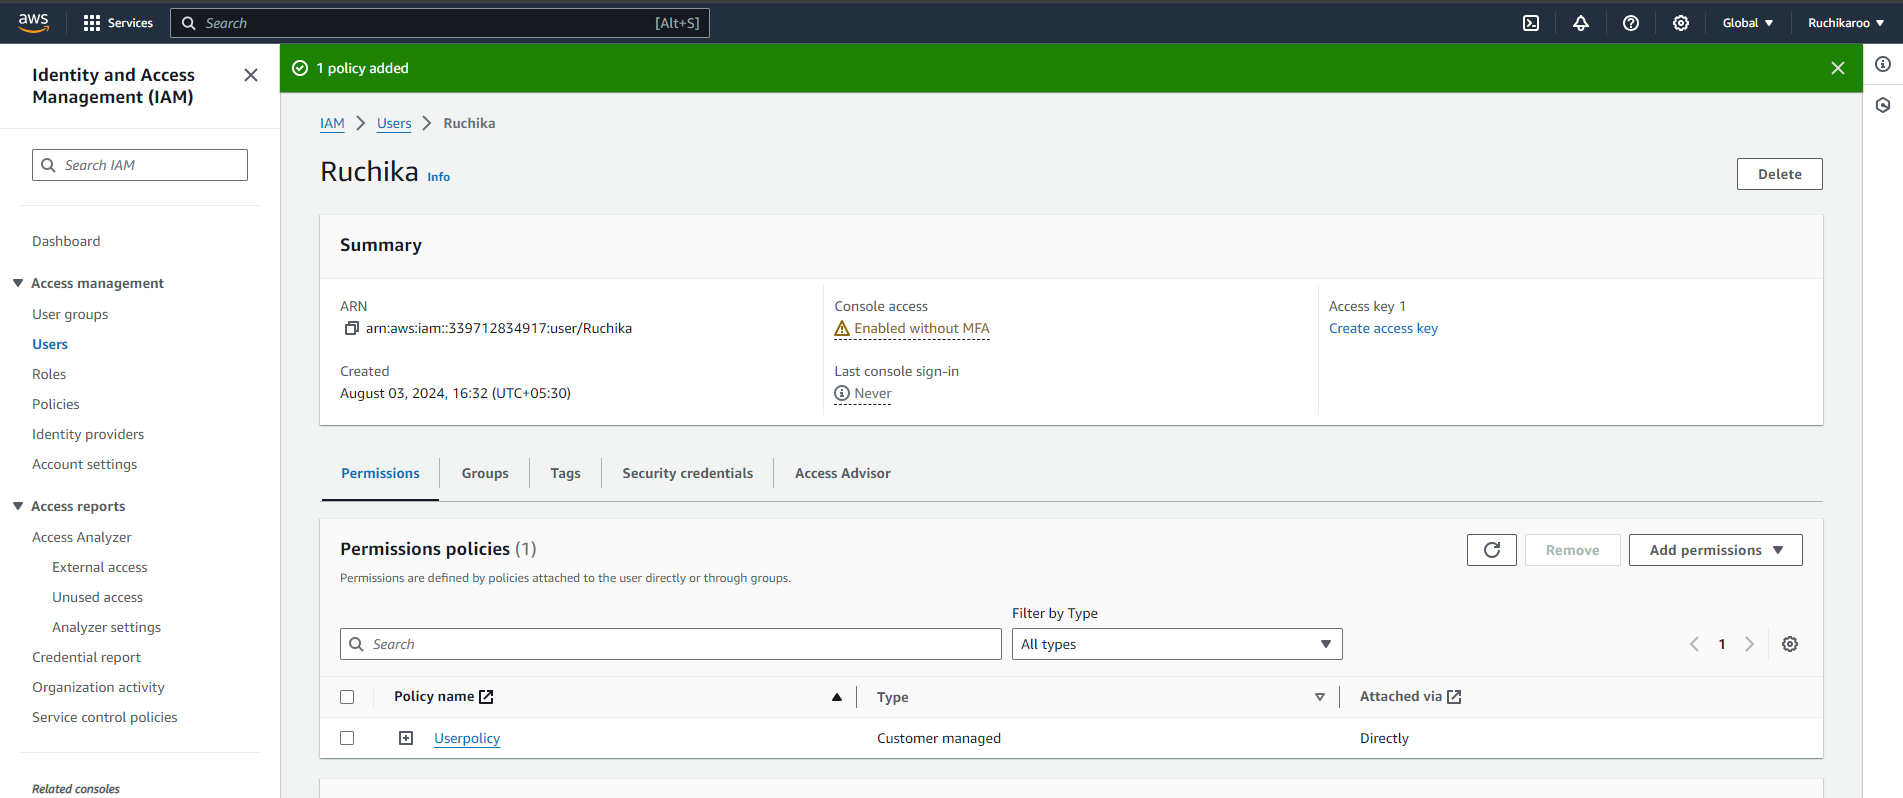 aws
Services
Search
[Alt+S]
Global
Ruchikaroo
Identity and Access
Management (IAM)
Search IAM
Dashboard
Access management
User groups
Users
Roles
Policies
Identity providers
Account settings
Access reports
Access Analyzer
External access
Unused access
Analyzer settings
Credential report
Organization activity
Service control policies
Related consoles
1 policy added
IAM > Users > Ruchika
Ruchika Info
Delete
Summary
ARN
arn:aws:iam::339712834917:user/Ruchika
Created
August 03, 2024, 16:32 (UTC+05:30)
Console access
Enabled without MFA
Last console sign-in
Never
Access key 1
Create access key
Permissions
Groups
Tags
Security credentials
Access Advisor
Permissions policies (1)
Permissions are defined by policies attached to the user directly or through groups.
Remove
Add permissions
Filter by Type
Search
All types
1
Policy name
Type
Attached via
Userpolicy
Customer managed
Directly